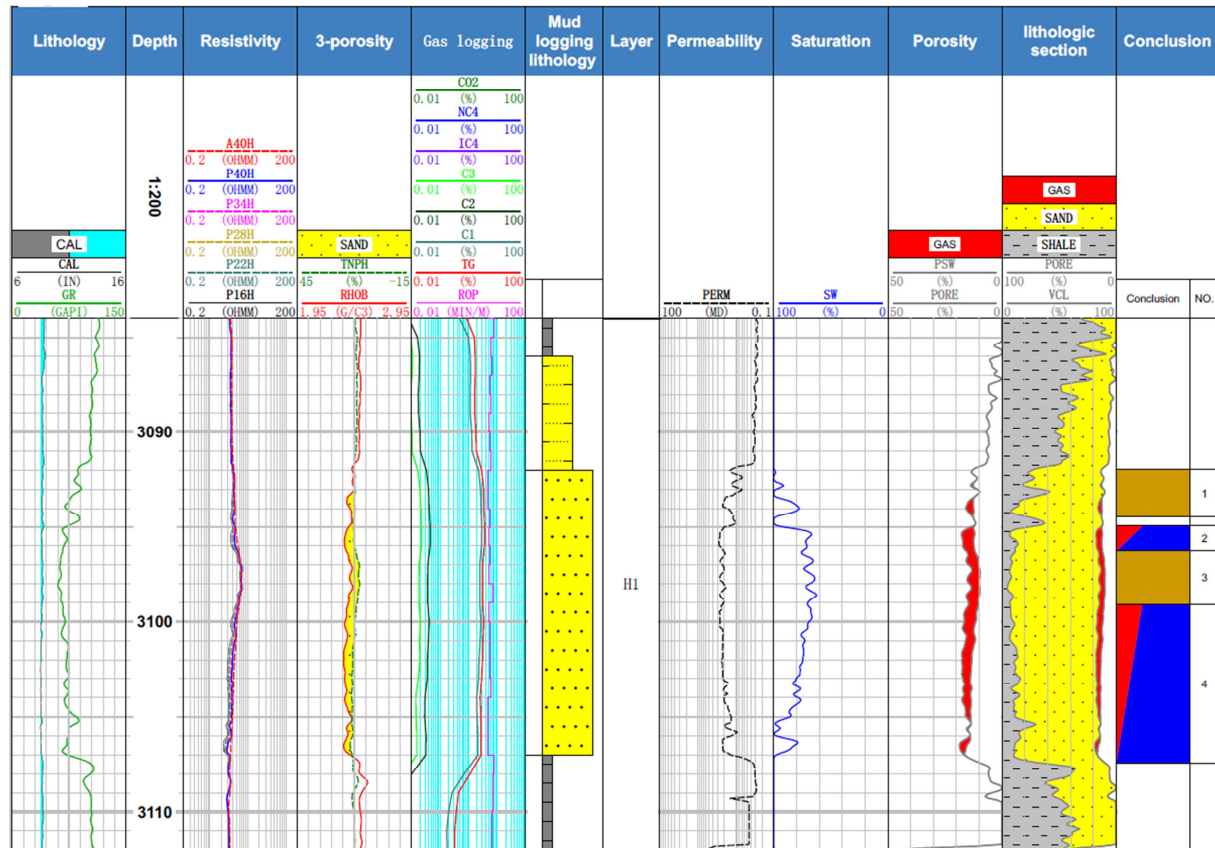 Lithology Depth Resistivity 3-porosity Gas logging Mud logging lithology Layer Permeability Saturation Porosity lithologic section Conclusion
CO2
0.01 (%) 100
NC4
0.01 (%) 100
A40H
IC4
0.2 (OHMM) 200
0.01 (%) 100
P40H
C3
1:200
0.2 (OHMM) 200
0.01 (%) 100
GAS
P34H
C2
0.2 (OHMM) 200
0.01 (%) 100
SAND
P28H
C1
CAL
0.2 (OHMM) 200
SAND
0.01 (%) 100
GAS
SHALE
CAL
P22H
TNPH
TG
PSW
PORE
6 (IN) 16
0.2 (OHMM) 200
45 (%) -15
0.01 (%) 100
50 (%) 0
100 (%) 0
GR
P16H
RHOB
ROP
PERM
SW
PORE
VCL
Conclusion NO.
0 (GAPI) 150
0.2 (OHMM) 200
1.95 (G/C3) 2.95
0.01 (MIN/M) 100
100 (MD) 0.1
100 (%) 0
50 (%) 0
0 (%) 100
3090
1
2
3
H1
3100
4
3110